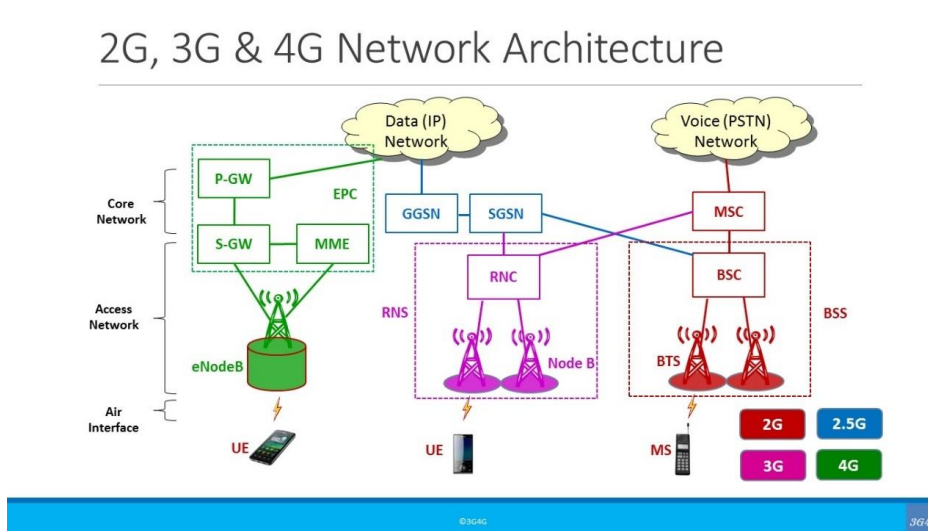 2G, 3G & 4G Network Architecture
Data (IP)
Network
Voice (PSTN)
Network
P-GW
EPC
Core
Network
GGSN
SGSN
MSC
S-GW
MME
RNC
BSC
Access
Network
RNS
BSS
eNodeB
Node B
BTS
Air
Interface
UE
UE
MS
2G
2.5G
3G
4G
©3G4G
3G4